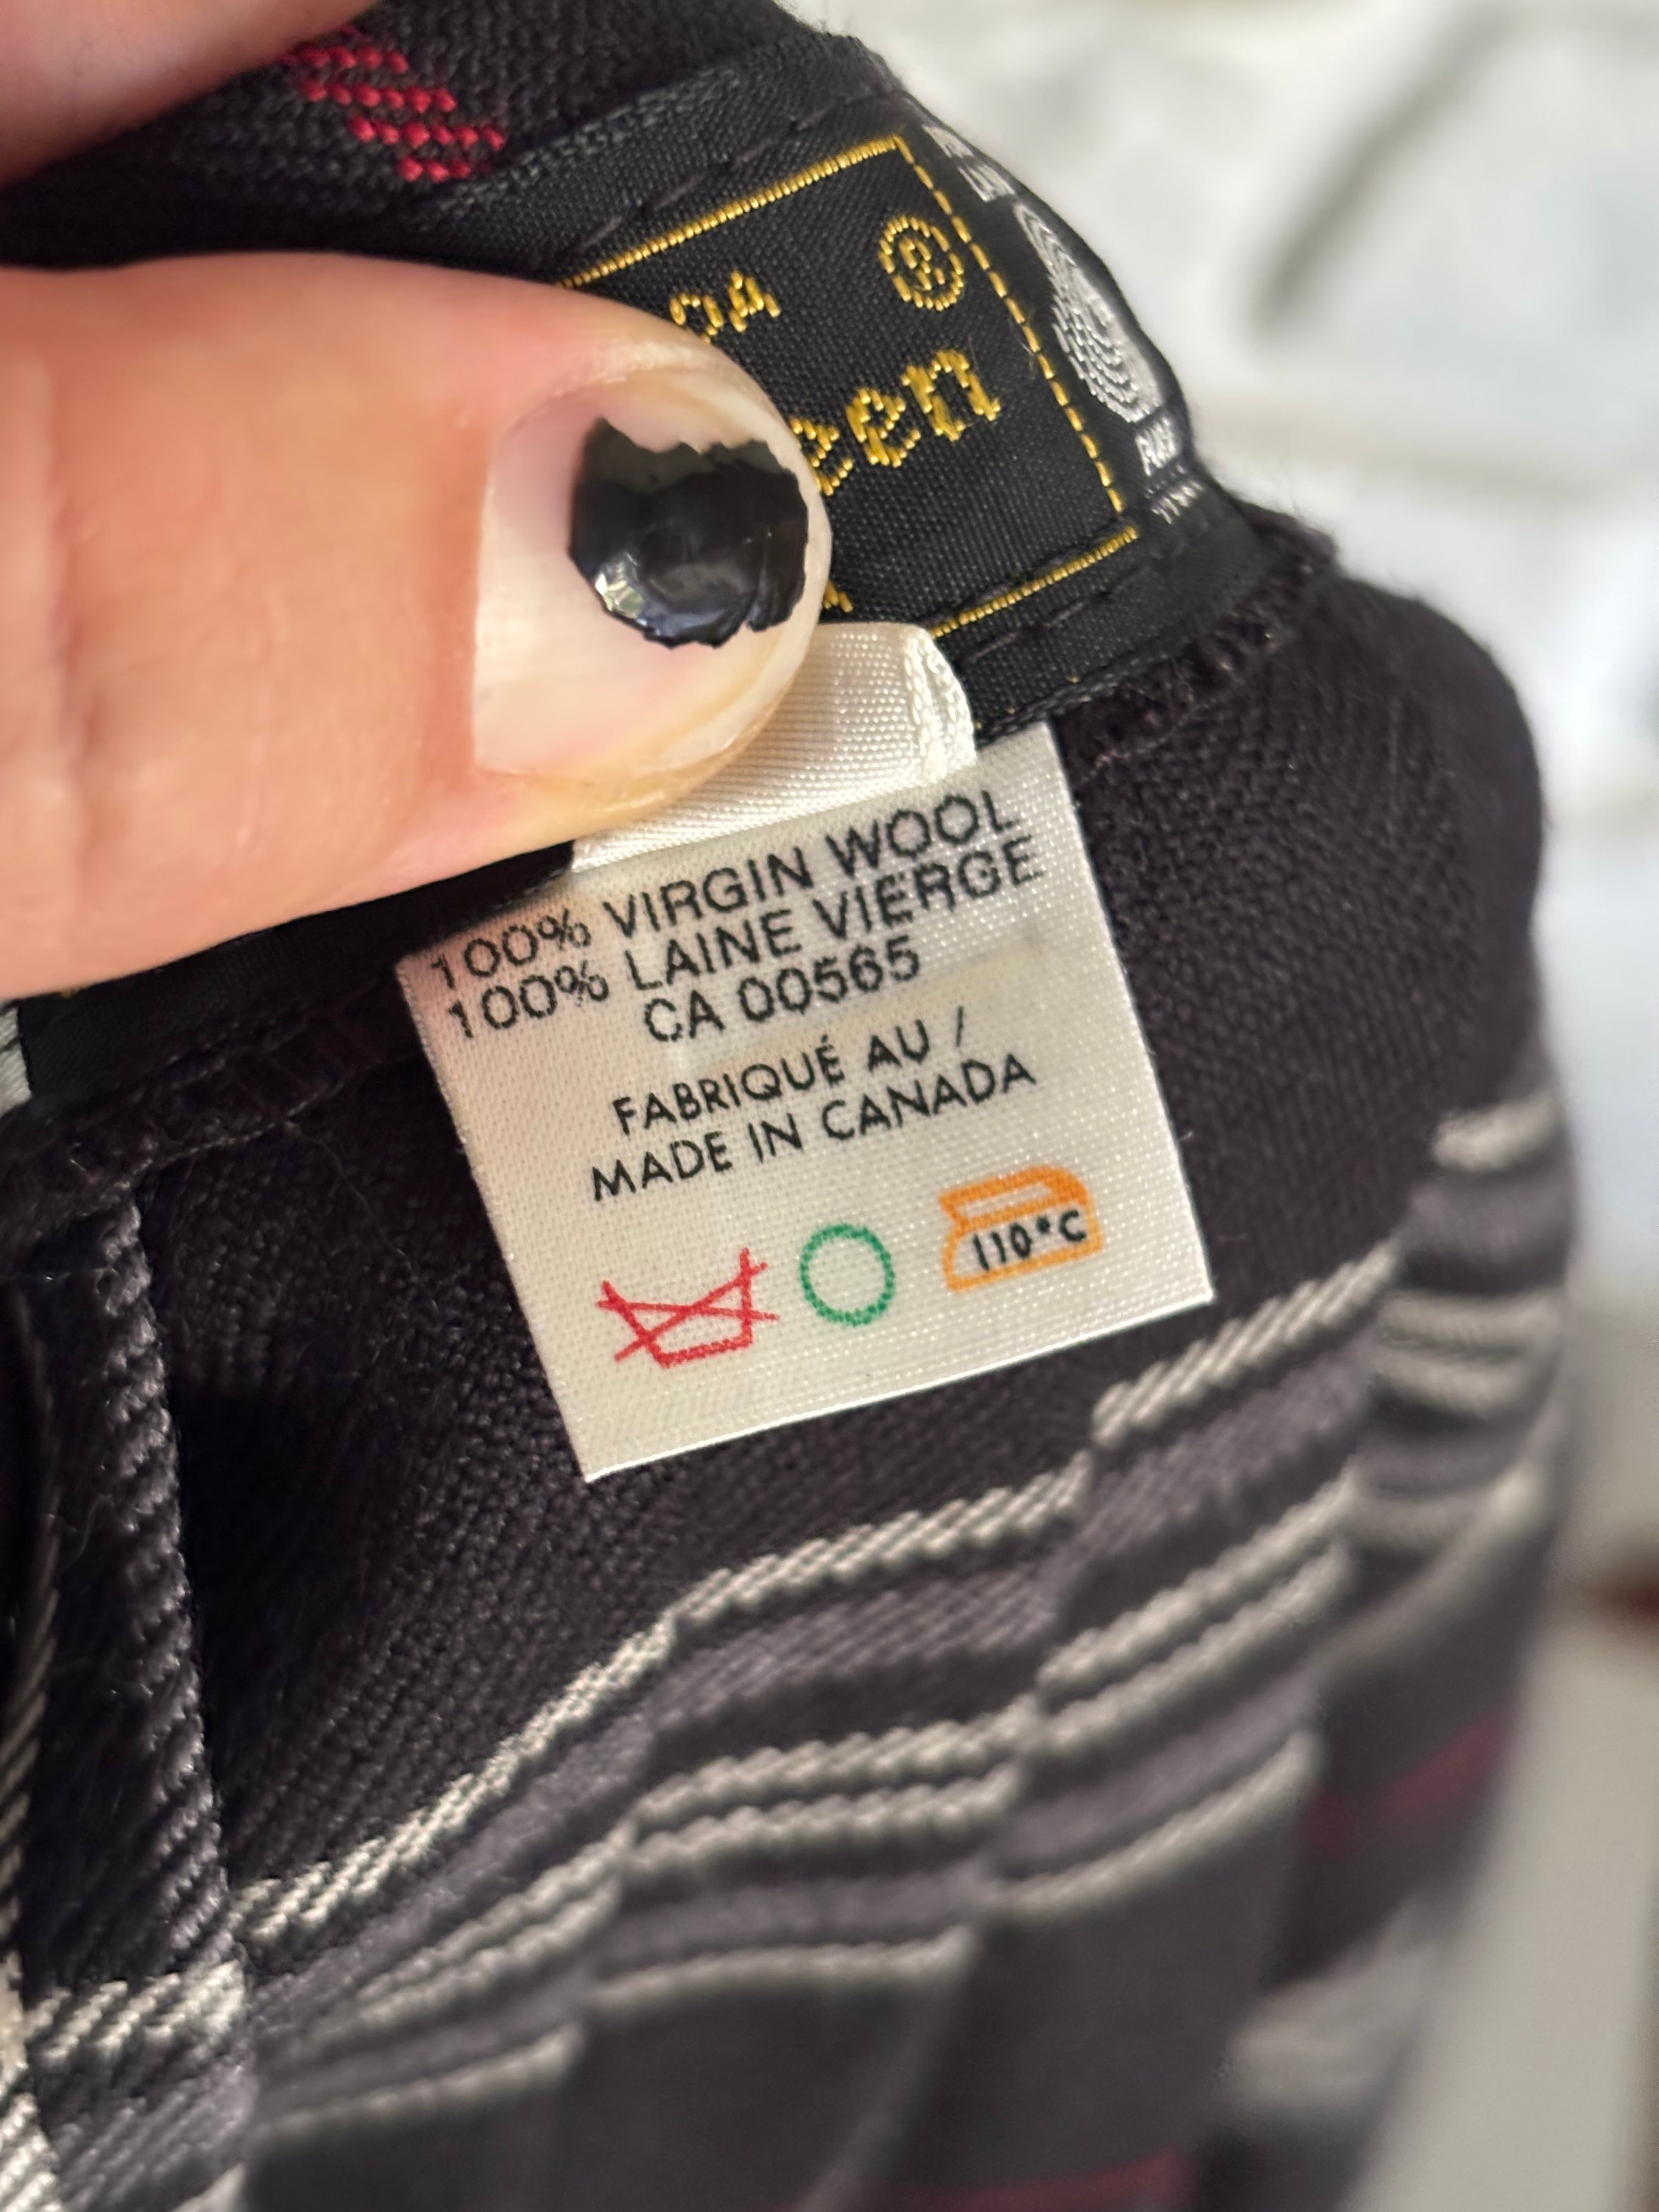 ®
100% VIRGIN WOOL
100% LAINE VIERGE
CA 00565
FABRIQUÉ AU /
MADE IN CANADA
110°C